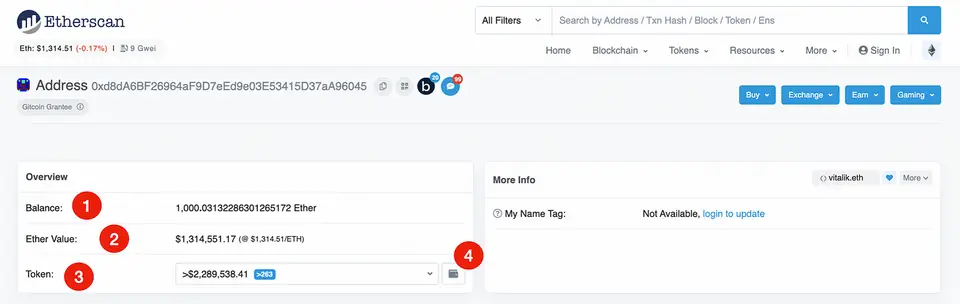 Etherscan
All Filters
Search by Address / Txn Hash / Block / Token / Ens
Eth: $1,314.51 (-0.17%) | 9 Gwei
Home Blockchain Tokens Resources More Sign In
Address 0xd8dA6BF26964aF9D7eEd9e03E53415D37aA96045 b 20 99
Gitcoin Grantee
Buy Exchange Earn Gaming
Overview
Balance: 1 1,000.03132286301265172 Ether
Ether Value: 2 $1,314,551.17 (@ $1,314.51/ETH)
Token: 3 >$2,289,538.41 >263 4
More Info vitalik.eth More
My Name Tag: Not Available, login to update